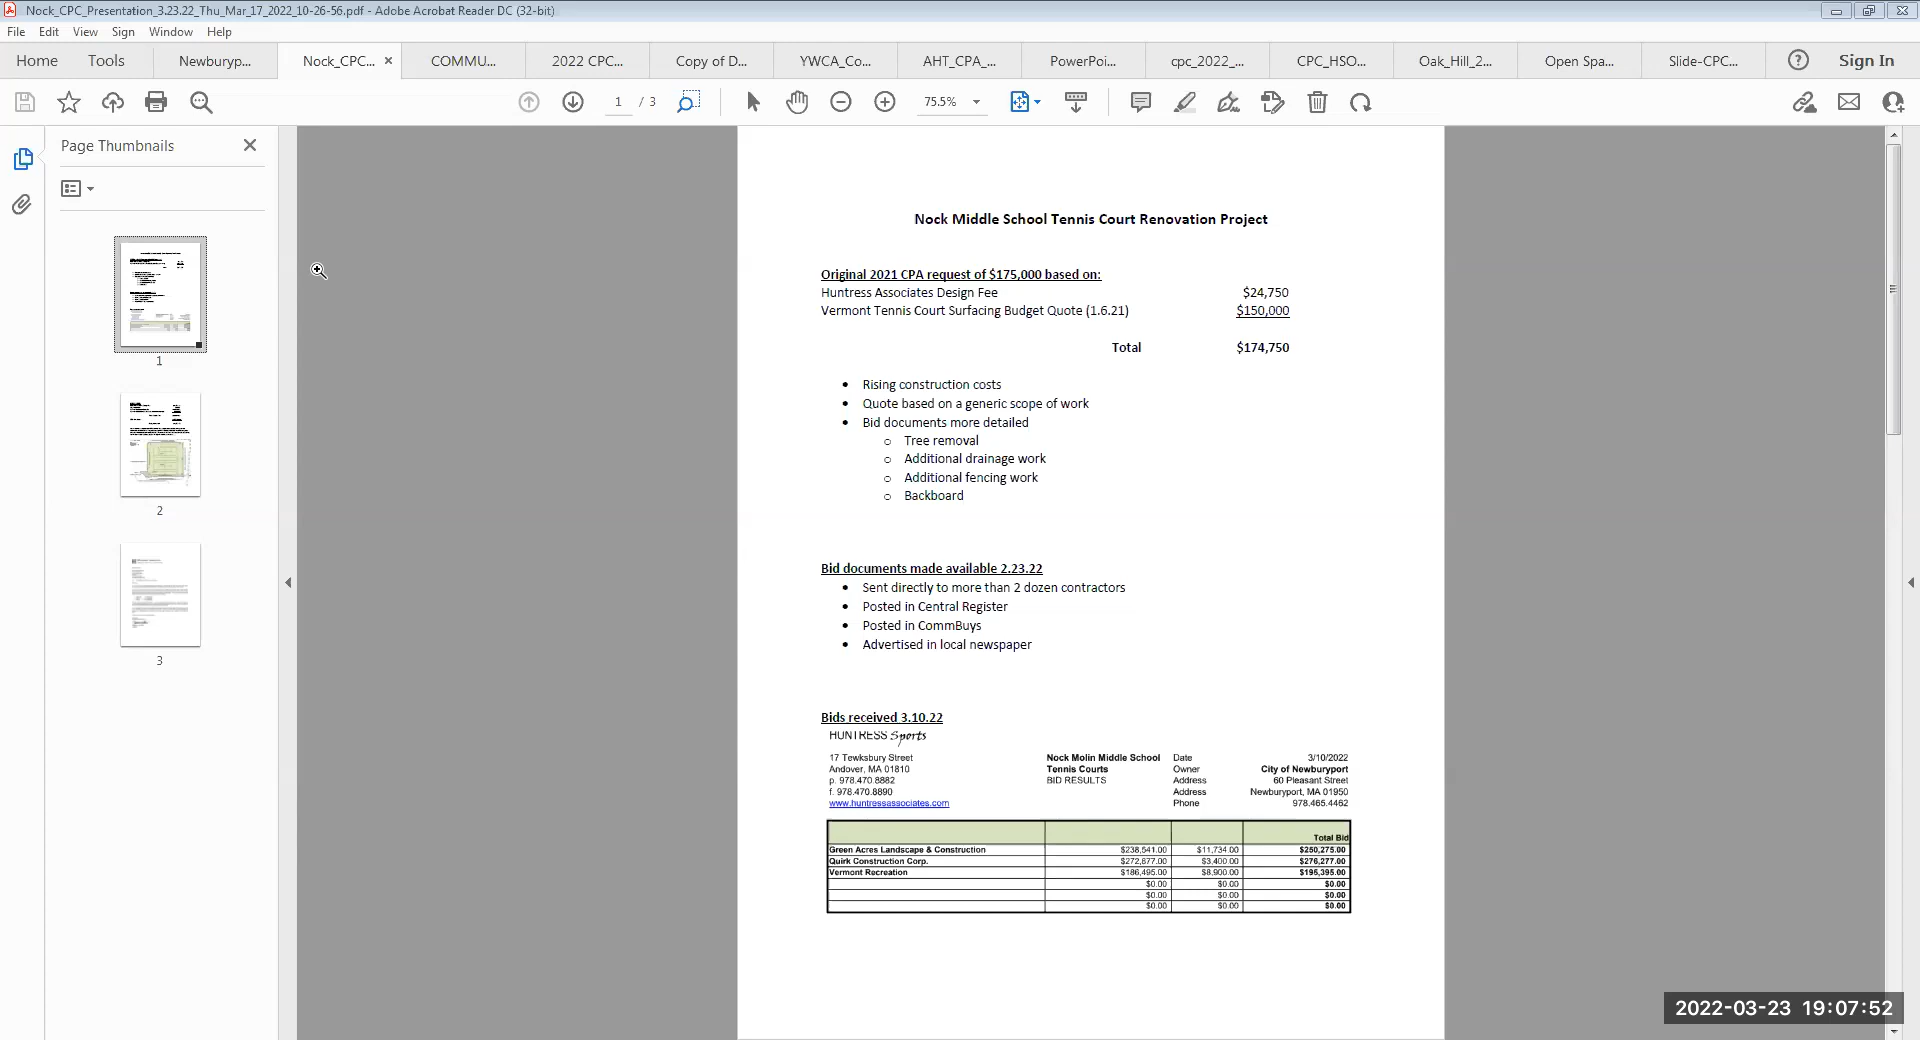 Nock_CPC_Presentation_3.23.22_Thu_Mar_17_2022_10-26-56.pdf - Adobe Acrobat Reader DC (32-bit)
File Edit View Sign Window Help
Home Tools Newburyp... Nock_CPC... COMMU... 2022 CPC... Copy of D... YWCA_Co... AHT_CPA_... PowerPoi... cpc_2022_... CPC_HSO... Oak_Hill_2... Open Spa... Slide-CPC... Sign In
1 / 3 75.5%
Page Thumbnails
1
2
3
Nock Middle School Tennis Court Renovation Project
Original 2021 CPA request of $175,000 based on:
Huntress Associates Design Fee $24,750
Vermont Tennis Court Surfacing Budget Quote (1.6.21) $150,000
Total $174,750
• Rising construction costs
• Quote based on a generic scope of work
• Bid documents more detailed
o Tree removal
o Additional drainage work
o Additional fencing work
o Backboard
Bid documents made available 2.23.22
• Sent directly to more than 2 dozen contractors
• Posted in Central Register
• Posted in CommBuys
• Advertised in local newspaper
Bids received 3.10.22
HUNTRESS Sports
17 Tewksbury Street Nock Molin Middle School Date 3/10/2022
Andover, MA 01810 Tennis Courts Owner City of Newburyport
p. 978.470.8882 BID RESULTS Address 60 Pleasant Street
f. 978.470.8890 Address Newburyport, MA 01950
www.huntressassociates.com Phone 978.465.4462
Total Bid
Green Acres Landscape & Construction $238,541.00 $11,734.00 $250,275.00
Quirk Construction Corp. $272,877.00 $3,400.00 $276,277.00
Vermont Recreation $186,495.00 $8,900.00 $195,395.00
$0.00 $0.00 $0.00
$0.00 $0.00 $0.00
$0.00 $0.00 $0.00
2022-03-23 19:07:52